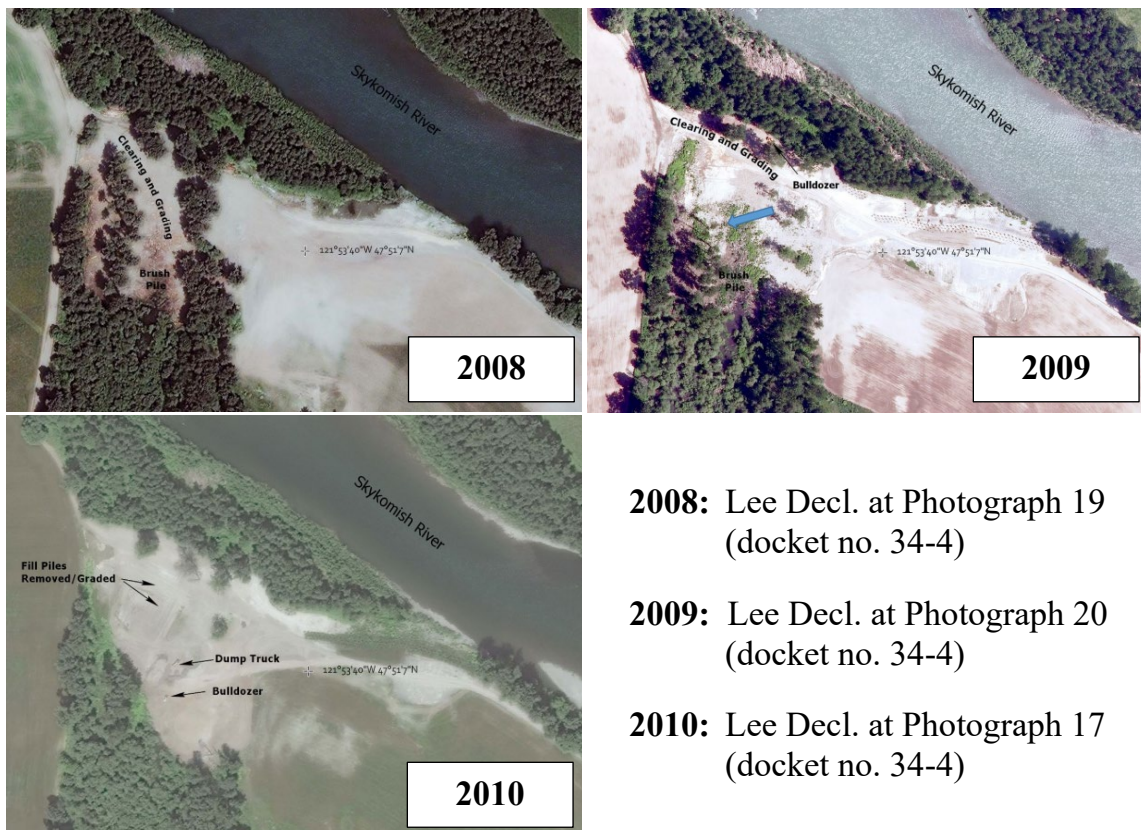 Skykomish River
Clearing and Grading
121°53'40"W 47°51'7"N
Brush
Pile
2008
Skykomish River
Clearing and Grading
Bulldozer
121°53'40"W 47°51'7"N
Brush
Pile
2009
Skykomish River
Fill Piles
Removed/Graded
Dump Truck
121°53'40"W 47°51'7"N
Bulldozer
2010
2008: Lee Decl. at Photograph 19
(docket no. 34-4)
2009: Lee Decl. at Photograph 20
(docket no. 34-4)
2010: Lee Decl. at Photograph 17
(docket no. 34-4)